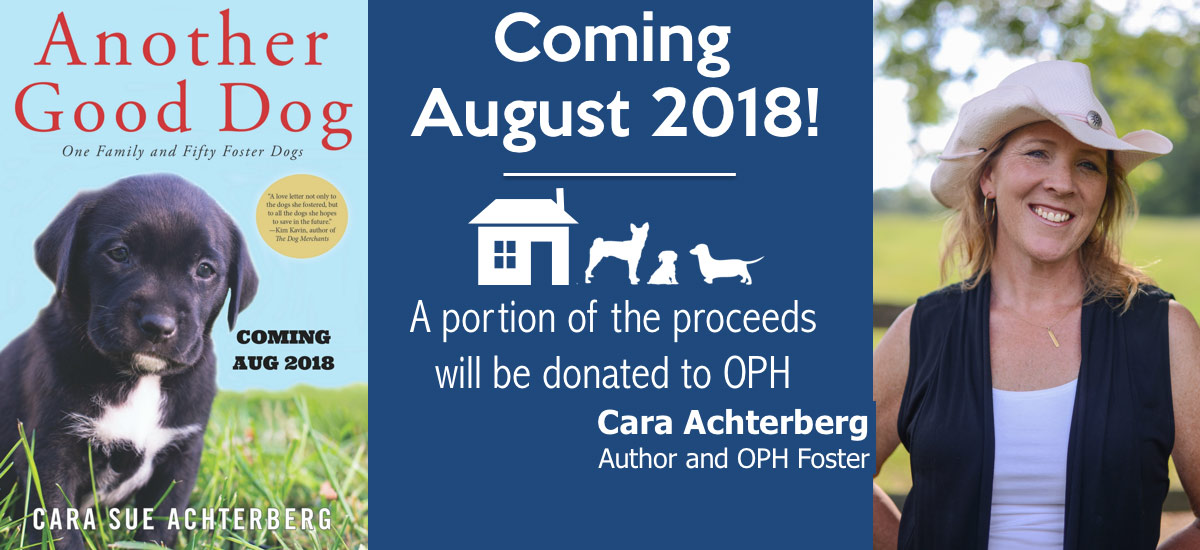 Another
Good Dog
One Family and Fifty Foster Dogs
"A love letter not only to
the dogs she fostered, but
to all the dogs she hopes
to save in the future."
—Kim Kavin, author of
The Dog Merchants
COMING
AUG 2018
CARA SUE ACHTERBERG
Coming
August 2018!
A portion of the proceeds
will be donated to OPH
Cara Achterberg
Author and OPH Foster